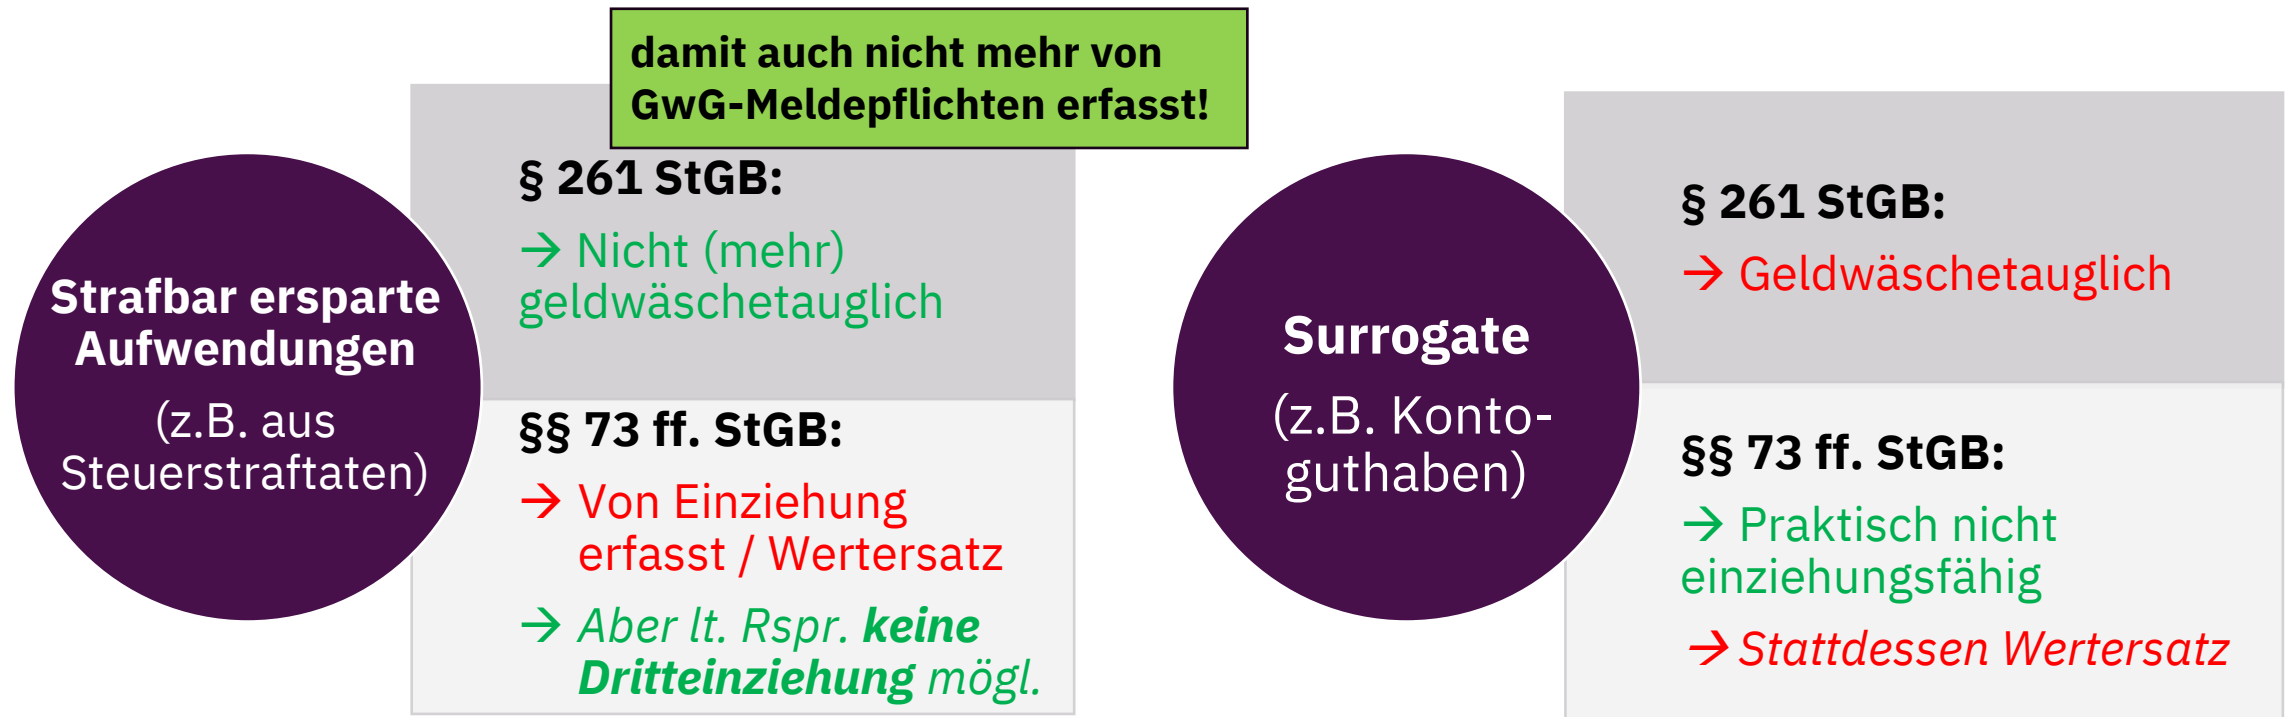 damit auch nicht mehr von
GwG-Meldepflichten erfasst!
Strafbar ersparte
Aufwendungen
(z.B. aus
Steuerstraftaten)
§ 261 StGB:
→ Nicht (mehr)
geldwäschetauglich
§§ 73 ff. StGB:
→ Von Einziehung
erfasst / Wertersatz
→ Aber lt. Rspr. keine
Dritteinziehung mögl.
Surrogate
(z.B. Konto-
guthaben)
§ 261 StGB:
→ Geldwäschetauglich
§§ 73 ff. StGB:
→ Praktisch nicht
einziehungsfähig
→ Stattdessen Wertersatz